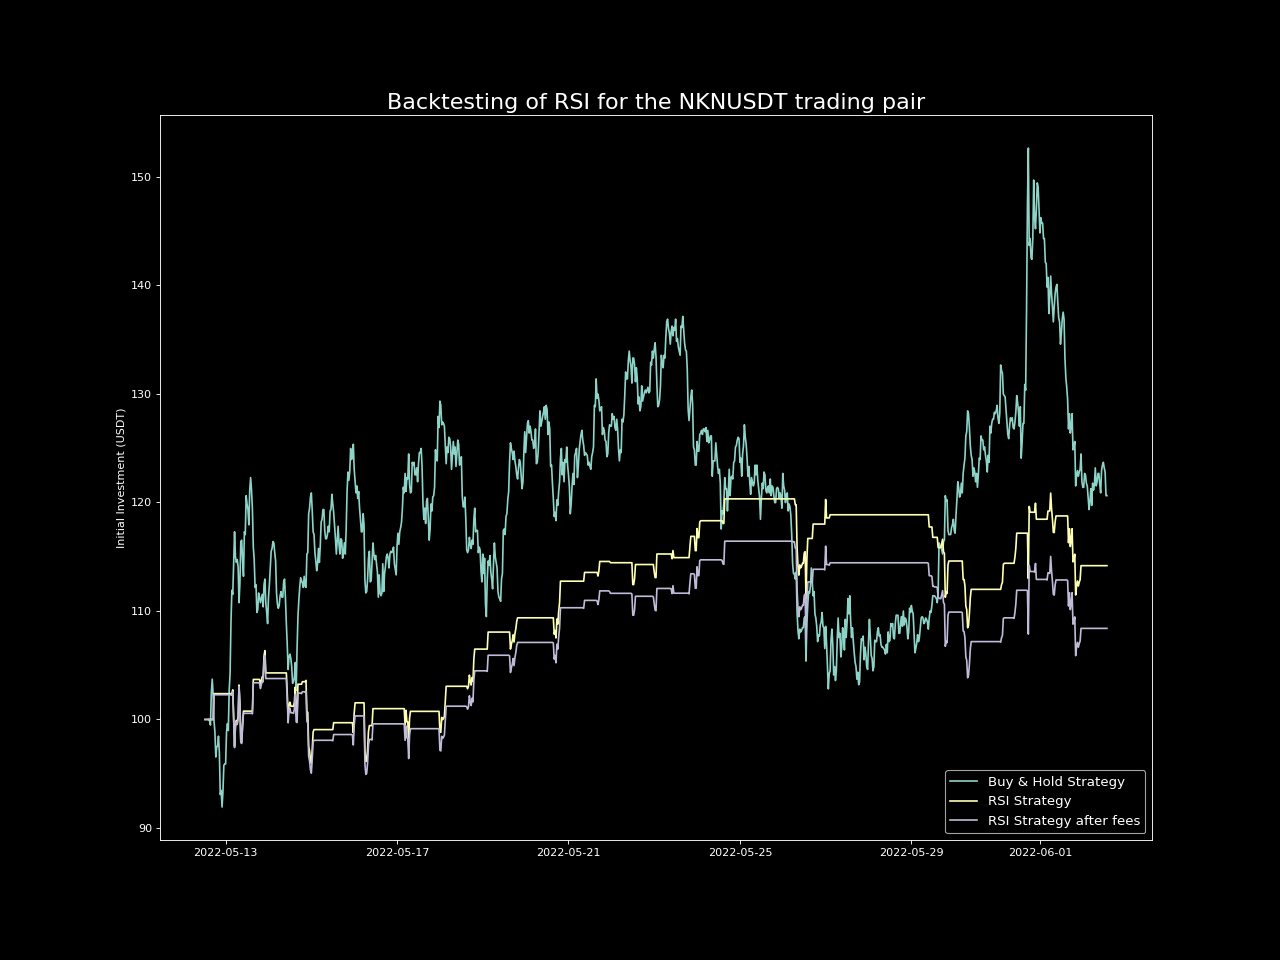 Backtesting of RSI for the NKNUSDT trading pair
150
140
130
120
110
100
90
Initial Investment (USDT)
2022-05-13
2022-05-17
2022-05-21
2022-05-25
2022-05-29
2022-06-01
Buy & Hold Strategy
RSI Strategy
RSI Strategy after fees